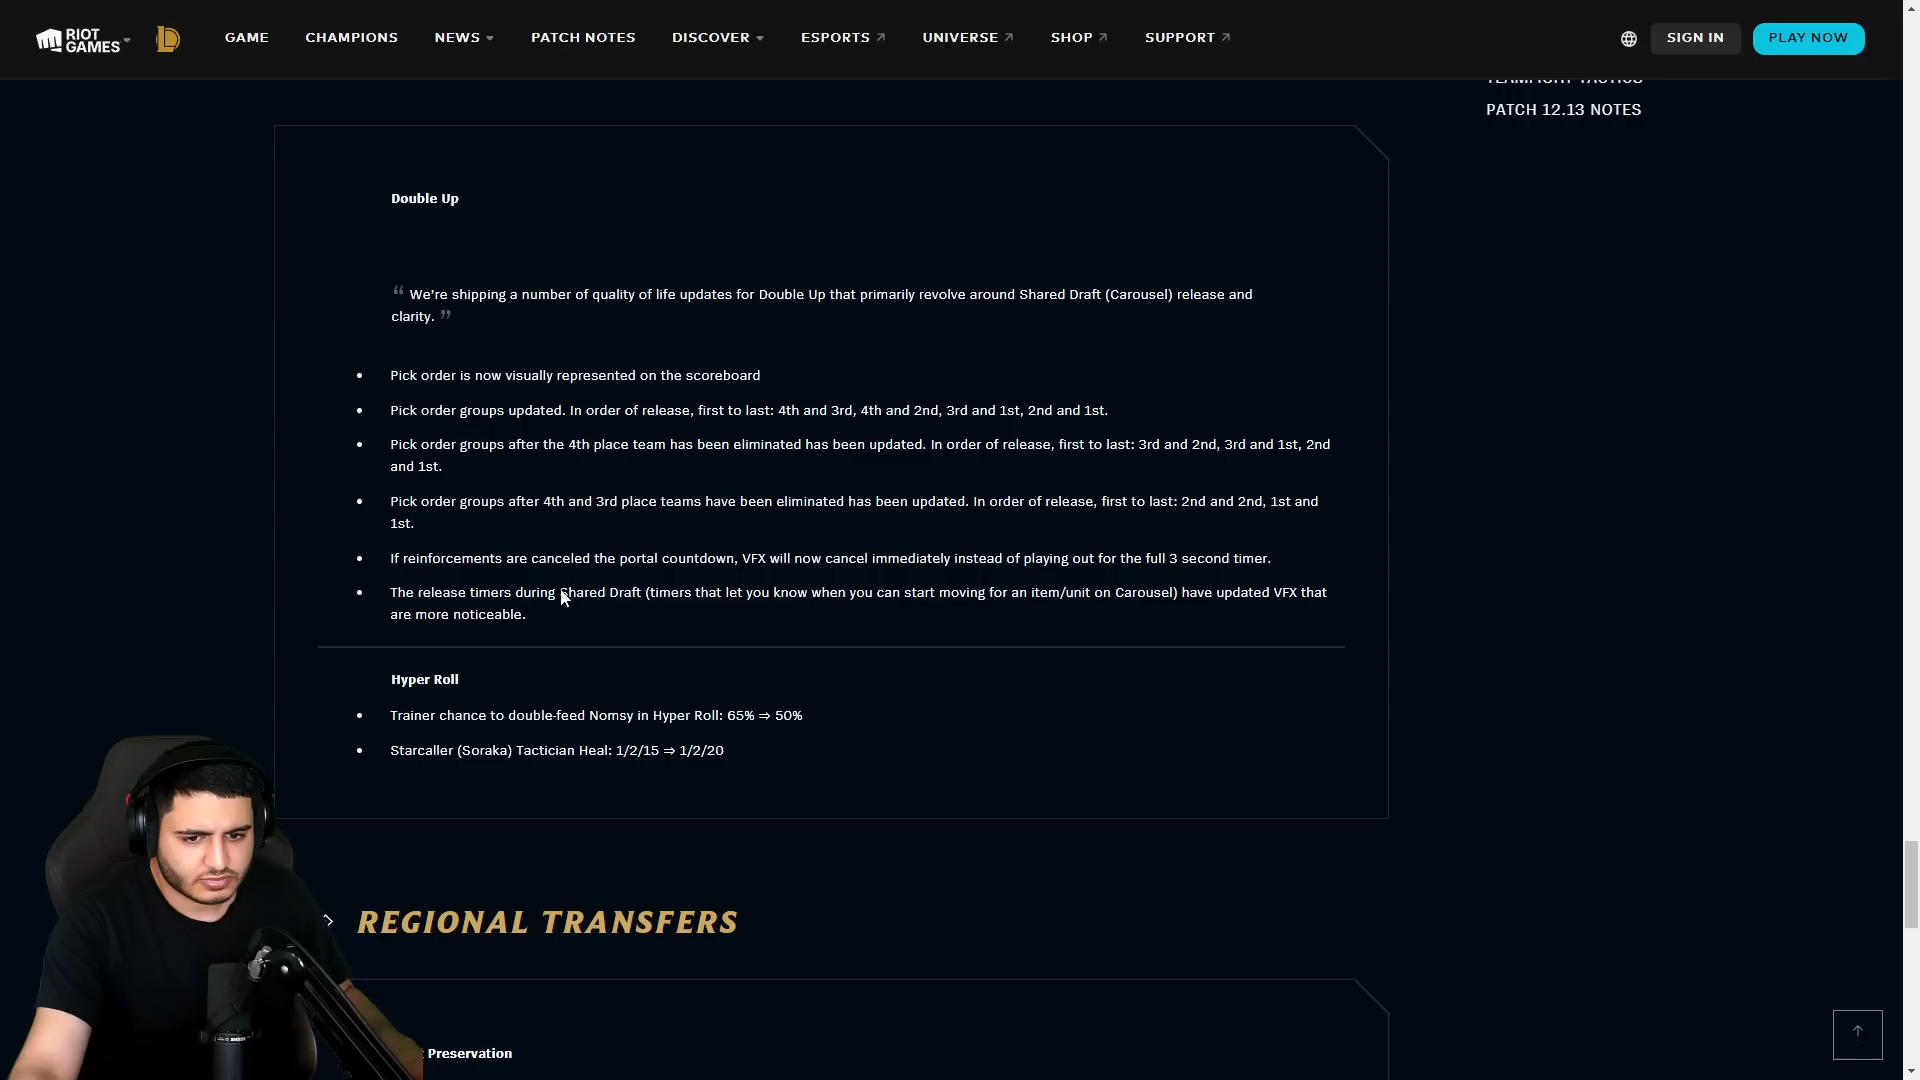 RIOT GAMES
GAME
CHAMPIONS
NEWS
PATCH NOTES
DISCOVER
ESPORTS
UNIVERSE
SHOP
SUPPORT
SIGN IN
PLAY NOW
TEAMFIGHT TACTICS
PATCH 12.13 NOTES
Double Up
“ We’re shipping a number of quality of life updates for Double Up that primarily revolve around Shared Draft (Carousel) release and
clarity. ”
• Pick order is now visually represented on the scoreboard
• Pick order groups updated. In order of release, first to last: 4th and 3rd, 4th and 2nd, 3rd and 1st, 2nd and 1st.
• Pick order groups after the 4th place team has been eliminated has been updated. In order of release, first to last: 3rd and 2nd, 3rd and 1st, 2nd
and 1st.
• Pick order groups after 4th and 3rd place teams have been eliminated has been updated. In order of release, first to last: 2nd and 2nd, 1st and
1st.
• If reinforcements are canceled the portal countdown, VFX will now cancel immediately instead of playing out for the full 3 second timer.
• The release timers during Shared Draft (timers that let you know when you can start moving for an item/unit on Carousel) have updated VFX that
are more noticeable.
Hyper Roll
• Trainer chance to double-feed Nomsy in Hyper Roll: 65% ⇒ 50%
• Starcaller (Soraka) Tactician Heal: 1/2/15 ⇒ 1/2/20
REGIONAL TRANSFERS
Preservation